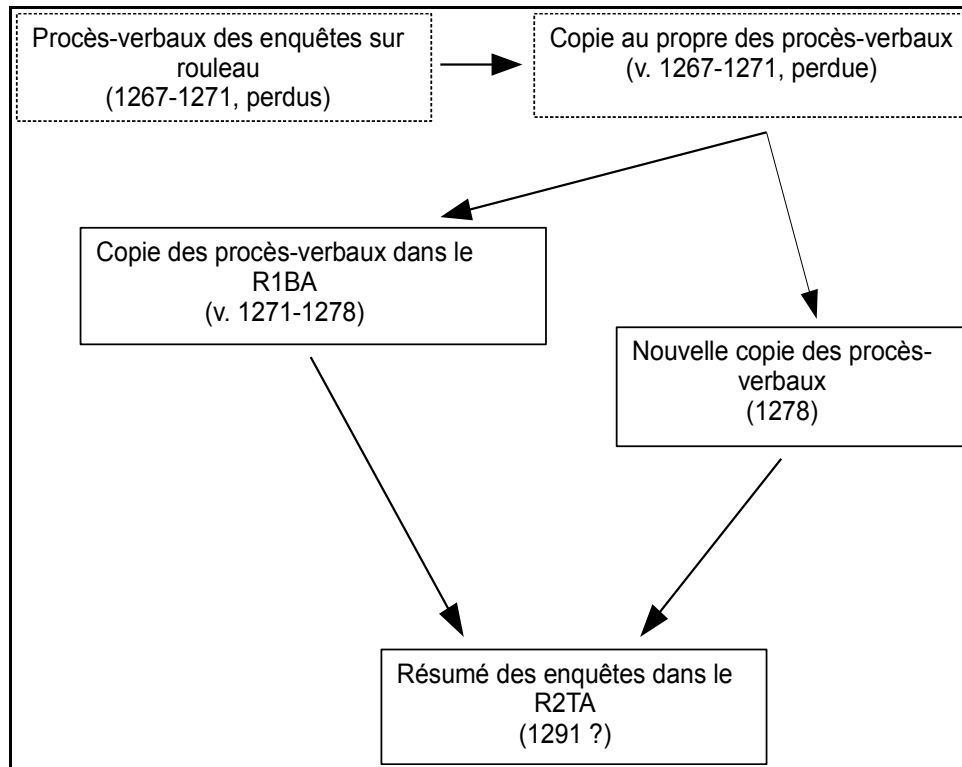 Procès-verbaux des enquêtes sur
rouleau
(1267-1271, perdus)
Copie au propre des procès-verbaux
(v. 1267-1271, perdue)
Copie des procès-verbaux dans le
R1BA
(v. 1271-1278)
Nouvelle copie des procès-
verbaux
(1278)
Résumé des enquêtes dans le
R2TA
(1291 ?)